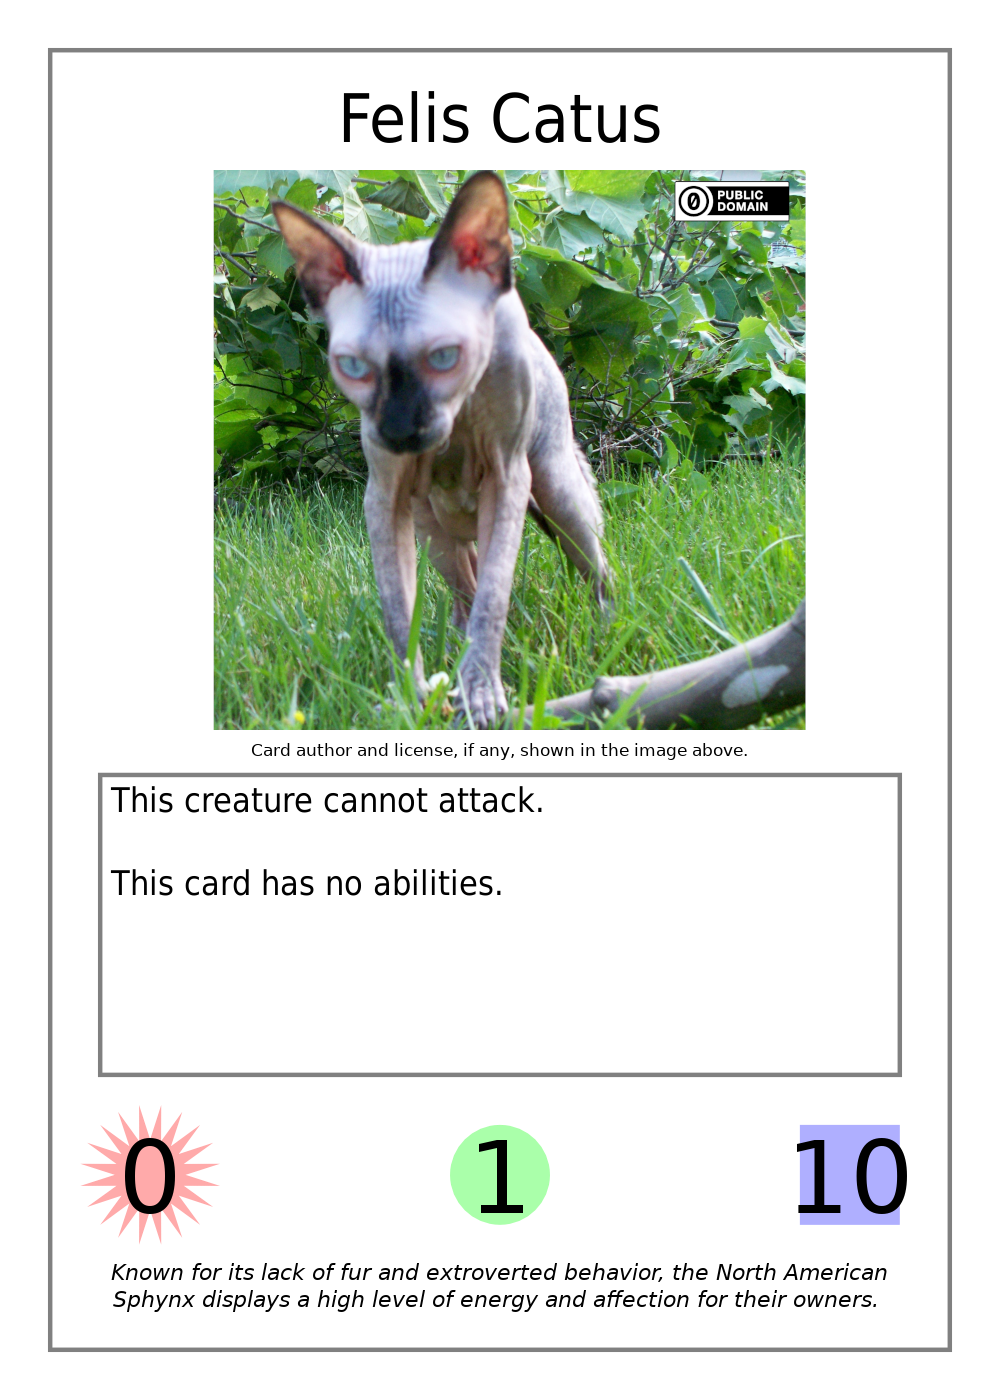 Felis Catus
0 PUBLIC
DOMAIN
Card author and license, if any, shown in the image above.
This creature cannot attack.
This card has no abilities.
0 1 10
Known for its lack of fur and extroverted behavior, the North American
Sphynx displays a high level of energy and affection for their owners.